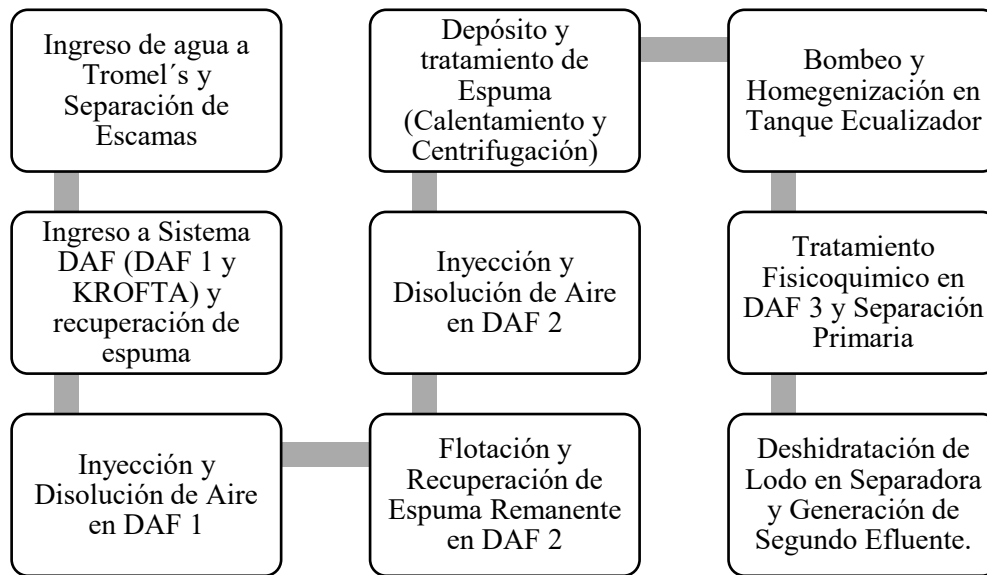 Ingreso de agua a
Tromel´s y
Separación de
Escamas
Ingreso a Sistema
DAF (DAF 1 y
KROFTA) y
recuperación de
espuma
Inyección y
Disolución de Aire
en DAF 1
Flotación y
Recuperación de
Espuma Remanente
en DAF 2
Inyección y
Disolución de Aire
en DAF 2
Depósito y
tratamiento de
Espuma
(Calentamiento y
Centrifugación)
Bombeo y
Homegenización en
Tanque Ecualizador
Tratamiento
Fisicoquimico en
DAF 3 y Separación
Primaria
Deshidratación de
Lodo en Separadora
y Generación de
Segundo Efluente.